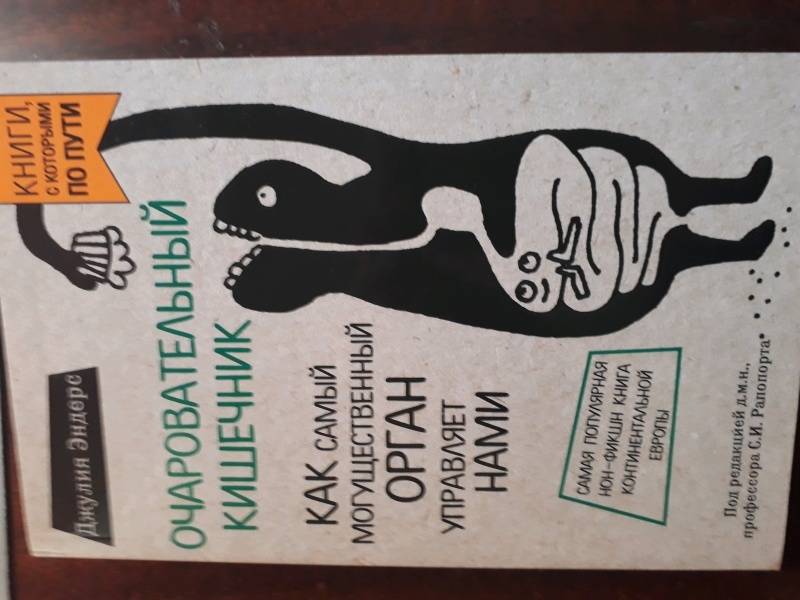 КНИГИ,
С КОТОРЫМИ
ПО ПУТИ
Джулия Эндерс
ОЧАРОВАТЕЛЬНЫЙ
КИШЕЧНИК
КАК САМЫЙ
МОГУЩЕСТВЕННЫЙ
ОРГАН
УПРАВЛЯЕТ
НАМИ
САМАЯ ПОПУЛЯРНАЯ
НОН-ФИКШН КНИГА
КОНТИНЕНТАЛЬНОЙ
ЕВРОПЫ
Под редакцией д.м.н.,
профессора С.И. Рапопорта